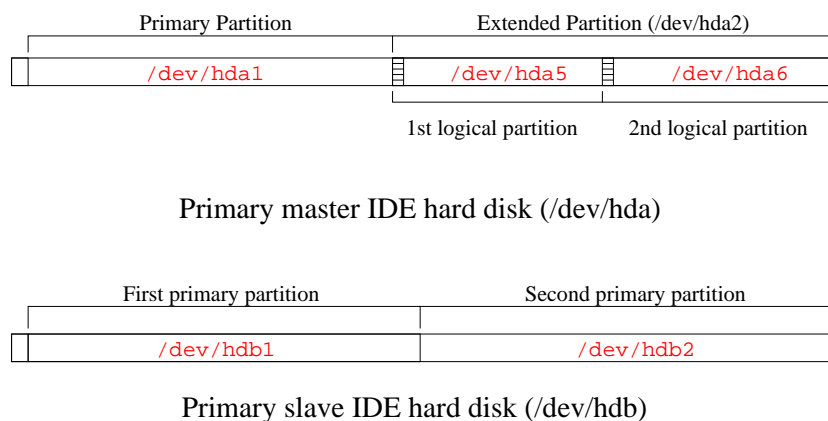 Primary Partition Extended Partition (/dev/hda2)
/dev/hda1 /dev/hda5 /dev/hda6
1st logical partition 2nd logical partition
Primary master IDE hard disk (/dev/hda)
First primary partition Second primary partition
/dev/hdb1 /dev/hdb2
Primary slave IDE hard disk (/dev/hdb)